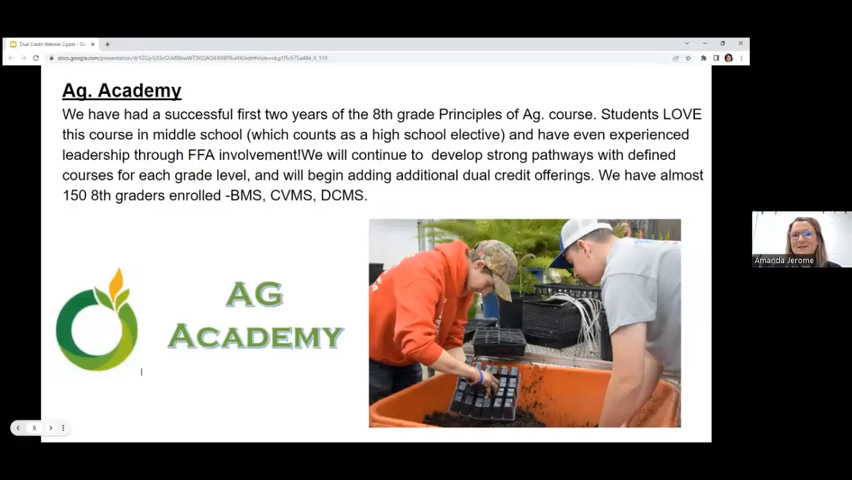 Dual Credit Webinar 2.pptx - Go
Ag. Academy
We have had a successful first two years of the 8th grade Principles of Ag. course. Students LOVE
this course in middle school (which counts as a high school elective) and have even experienced
leadership through FFA involvement!We will continue to develop strong pathways with defined
courses for each grade level, and will begin adding additional dual credit offerings. We have almost
150 8th graders enrolled -BMS, CVMS, DCMS.
AG
ACADEMY
Amanda Jerome
6